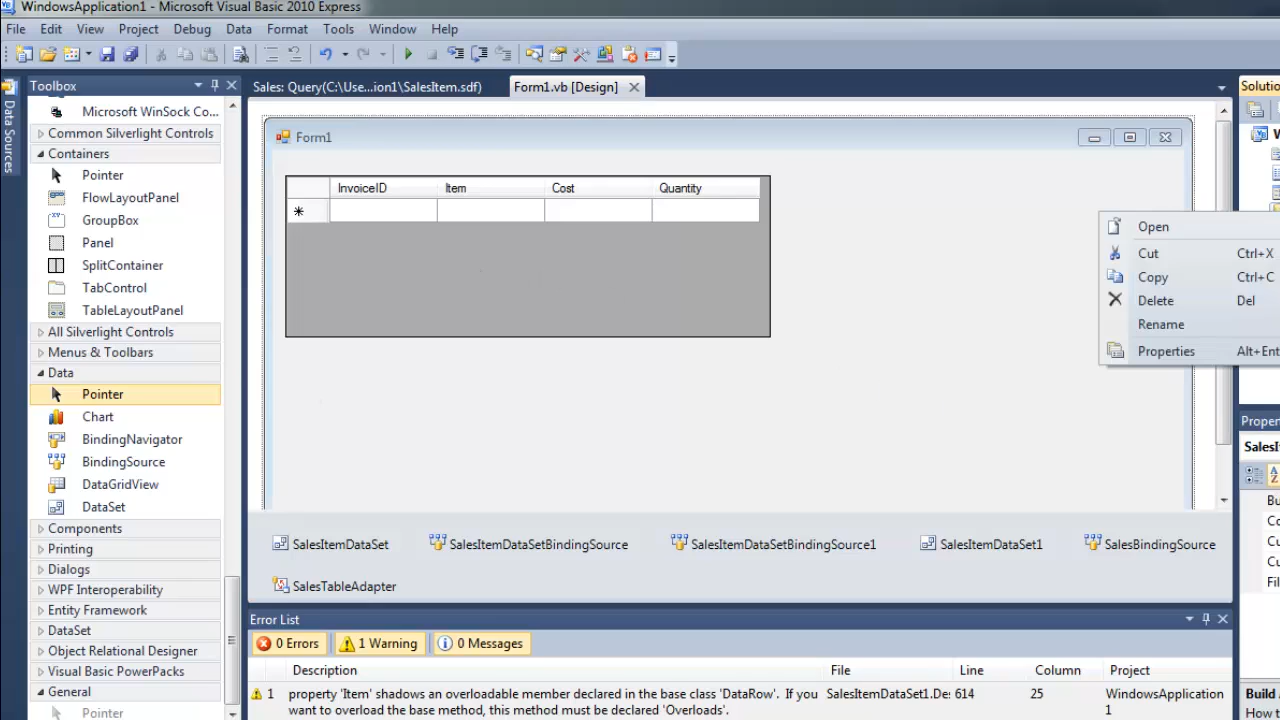 WindowsApplication1 - Microsoft Visual Basic 2010 Express
File Edit View Project Debug Data Format Tools Window Help
Toolbox
Sales: Query(C:\Use...ion1\SalesItem.sdf) Form1.vb [Design]
Solutio
Data Sources
Microsoft WinSock Co...
Common Silverlight Controls
Containers
Pointer
FlowLayoutPanel
GroupBox
Panel
SplitContainer
TabControl
TableLayoutPanel
All Silverlight Controls
Menus & Toolbars
Data
Pointer
Chart
BindingNavigator
BindingSource
DataGridView
DataSet
Components
Printing
Dialogs
WPF Interoperability
Entity Framework
DataSet
Object Relational Designer
Visual Basic PowerPacks
General
Pointer
Form1
InvoiceID Item Cost Quantity
Open
Cut Ctrl+X
Copy Ctrl+C
Delete Del
Rename
Properties Alt+Ent
SalesItemDataSet SalesItemDataSetBindingSource SalesItemDataSetBindingSource1 SalesItemDataSet1 SalesBindingSource
SalesTableAdapter
Error List
0 Errors 1 Warning 0 Messages
Description File Line Column Project
1 property 'Item' shadows an overloadable member declared in the base class 'DataRow'. If you SalesItemDataSet1.De: 614 25 WindowsApplication
want to overload the base method, this method must be declared 'Overloads'. 1
Proper
SalesI
Bu
Co
Cu
Cu
Fil
Build
How t